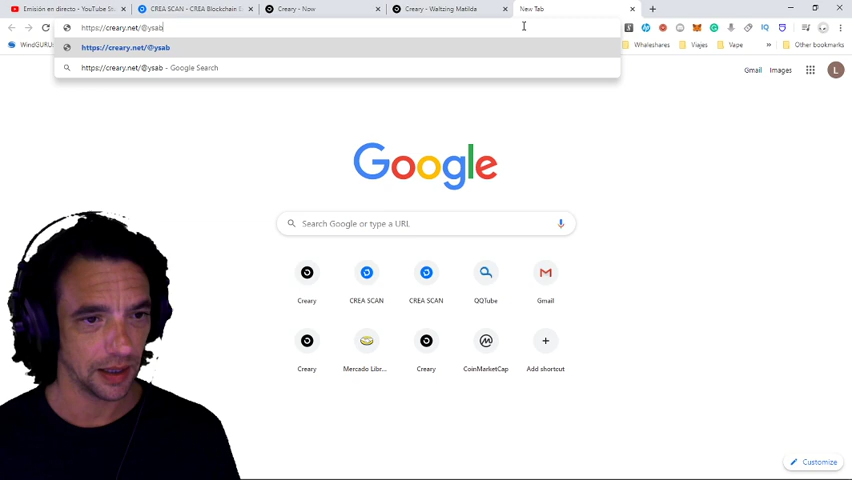 Emisión en directo - YouTube St
CREA SCAN - CREA Blockchain E
Creary - Now
Creary - Waltzing Matilda
New Tab
https://creary.net/@ysab
WindGURU
Whaleshares
Viajes
Vape
Other bookmarks
https://creary.net/@ysab
https://creary.net/@ysab - Google Search
Gmail
Images
L
Google
Search Google or type a URL
Creary
CREA SCAN
CREA SCAN
QQTube
Gmail
Creary
Mercado Libr...
Creary
CoinMarketCap
Add shortcut
Customize